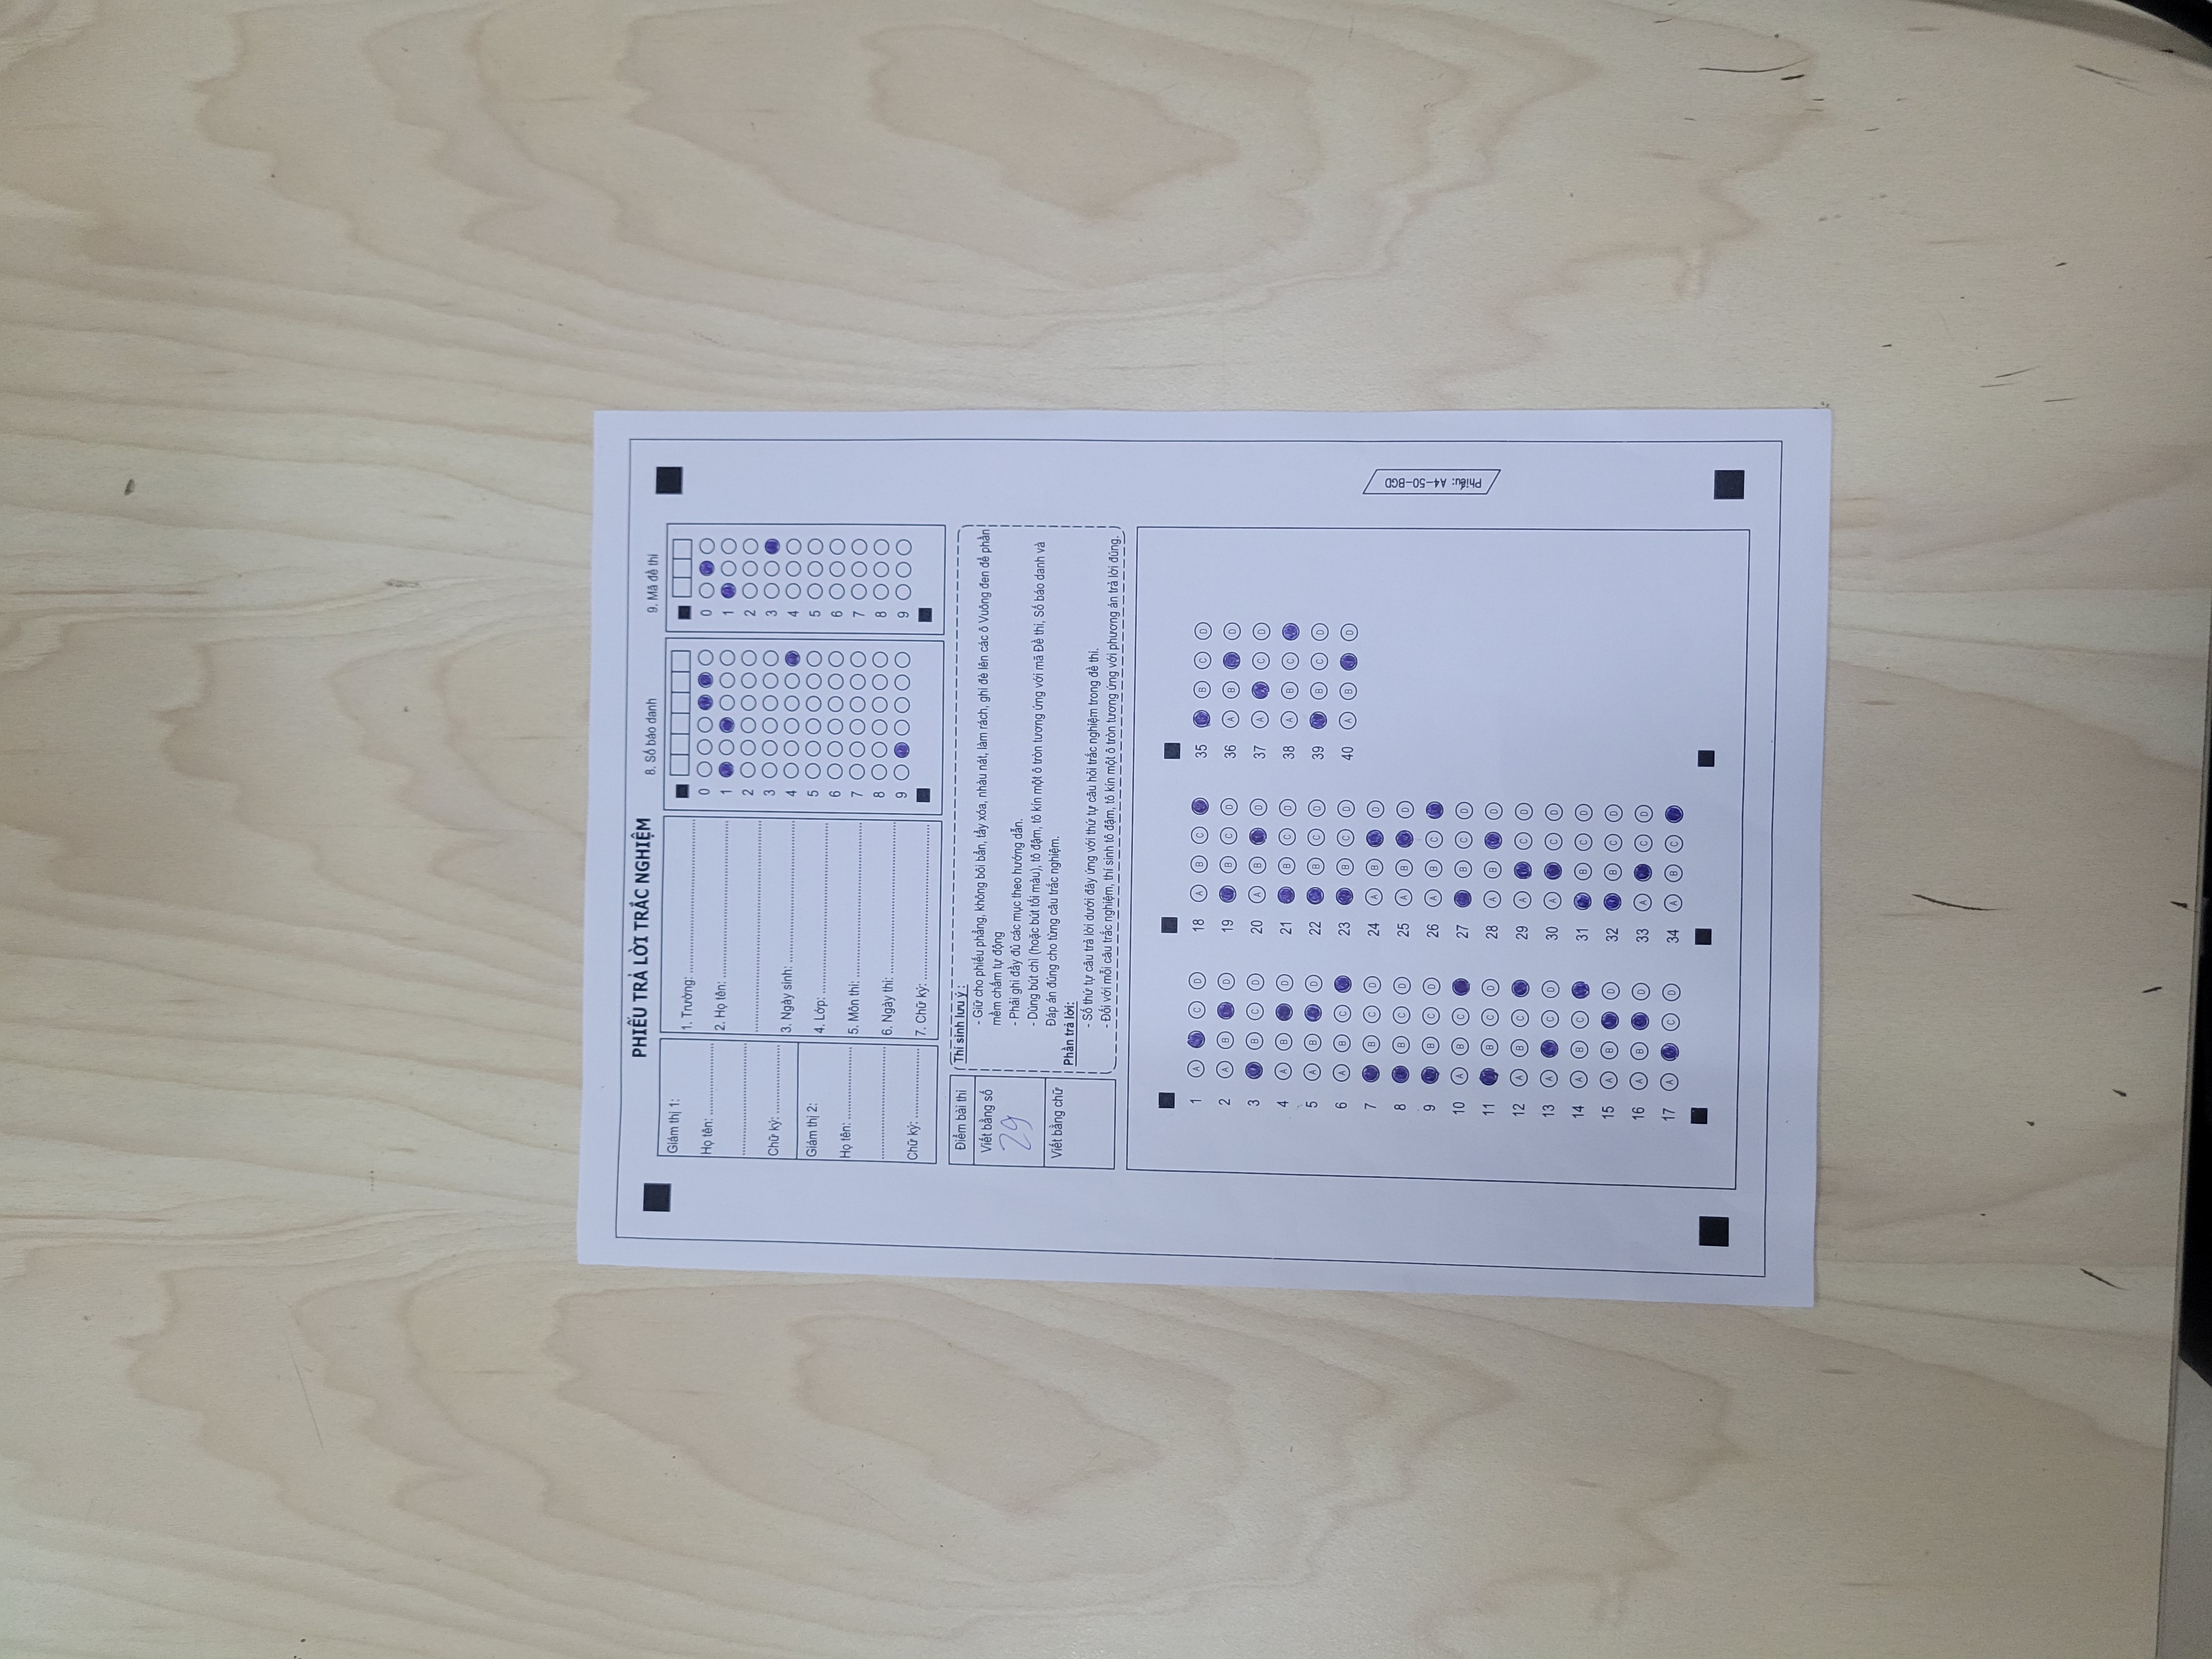 PHIẾU TRẢ LỜI TRẮC NGHIỆM
8. Số báo danh
9. Mã đề thi
Giám thị 1:
Họ tên:
Chữ ký:
Giám thị 2:
Họ tên:
Chữ ký:
1. Trường:
2. Họ tên:
3. Ngày sinh:
4. Lớp:
5. Môn thi:
6. Ngày thi:
7. Chữ ký:
0
1
2
3
4
5
6
7
8
9
0
1
2
3
4
5
6
7
8
9
Điểm bài thi
Viết bằng số
29
Viết bằng chữ
Thí sinh lưu ý :
- Giữ cho phiếu phẳng, không bôi bẩn, tẩy xóa, nhàu nát, làm rách, ghi đè lên các ô Vuông đen để phần
mềm chấm tự động
- Phải ghi đầy đủ các mục theo hướng dẫn.
- Dùng bút chì (hoặc bút tối màu), tô đậm, tô kín một ô tròn tương ứng với mã Đề thi, Số báo danh và
Đáp án đúng cho từng câu trắc nghiệm.
Phần trả lời:
- Số thứ tự câu trả lời dưới đây ứng với thứ tự câu hỏi trắc nghiệm trong đề thi.
- Đối với mỗi câu trắc nghiệm, thí sinh tô đậm, tô kín một ô tròn tương ứng với phương án trả lời đúng.
1 A C D
2 A B D
3 B C D
4 A B D
5 A B D
6 A B C
7 B C D
8 B C D
9 B C D
10 A B C
11 B C D
12 A B C
13 A C D
14 A B C
15 A B D
16 A B D
17 A C D
18 A B C
19 B C D
20 A B D
21 B C D
22 B C D
23 B C D
24 A B D
25 A B D
26 A B C
27 B C D
28 A B D
29 A C D
30 A C D
31 B C D
32 B C D
33 A C D
34 A B C
35 B C D
36 A B D
37 A C D
38 A B C
39 B C D
40 A B D
Phiếu: A4-50-BGD